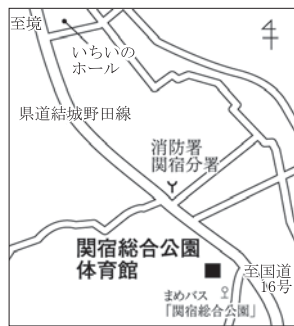 至境
いちいの
ホール
県道結城野田線
消防署
関宿分署
関宿総合公園
体育館
至国道
16号
まめバス
「関宿総合公園」